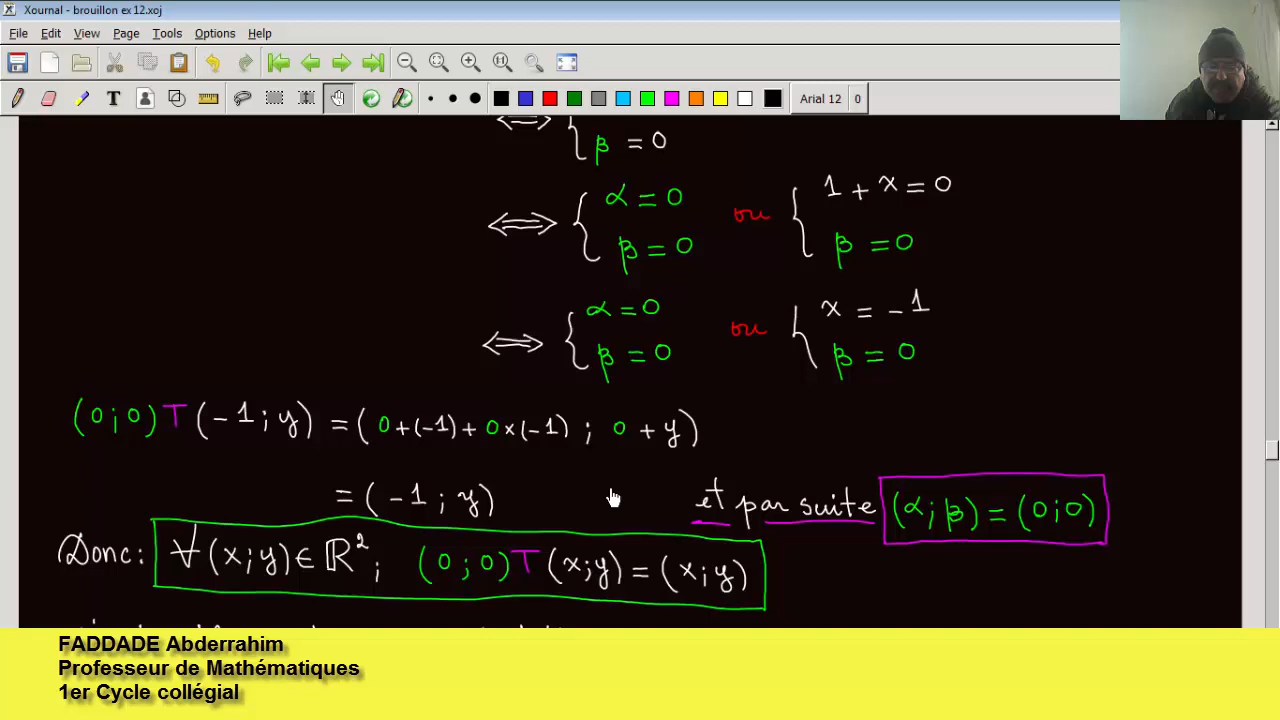 Xournal - brouillon ex12.xoj
File Edit View Page Tools Options Help
Arial 12 0
⟺ { β = 0
⟺ { α = 0 ou { 1 + x = 0
β = 0 β = 0
⟺ { α = 0 ou { x = -1
β = 0 β = 0
(0;0) T (-1; y) = (0+(-1)+0×(-1) ; 0 + y)
= (-1; y) et par suite (α; β) = (0;0)
Donc: ∀(x;y) ∈ ℝ² ; (0;0) T (x;y) = (x;y)
FADDADE Abderrahim
Professeur de Mathématiques
1er Cycle collégial